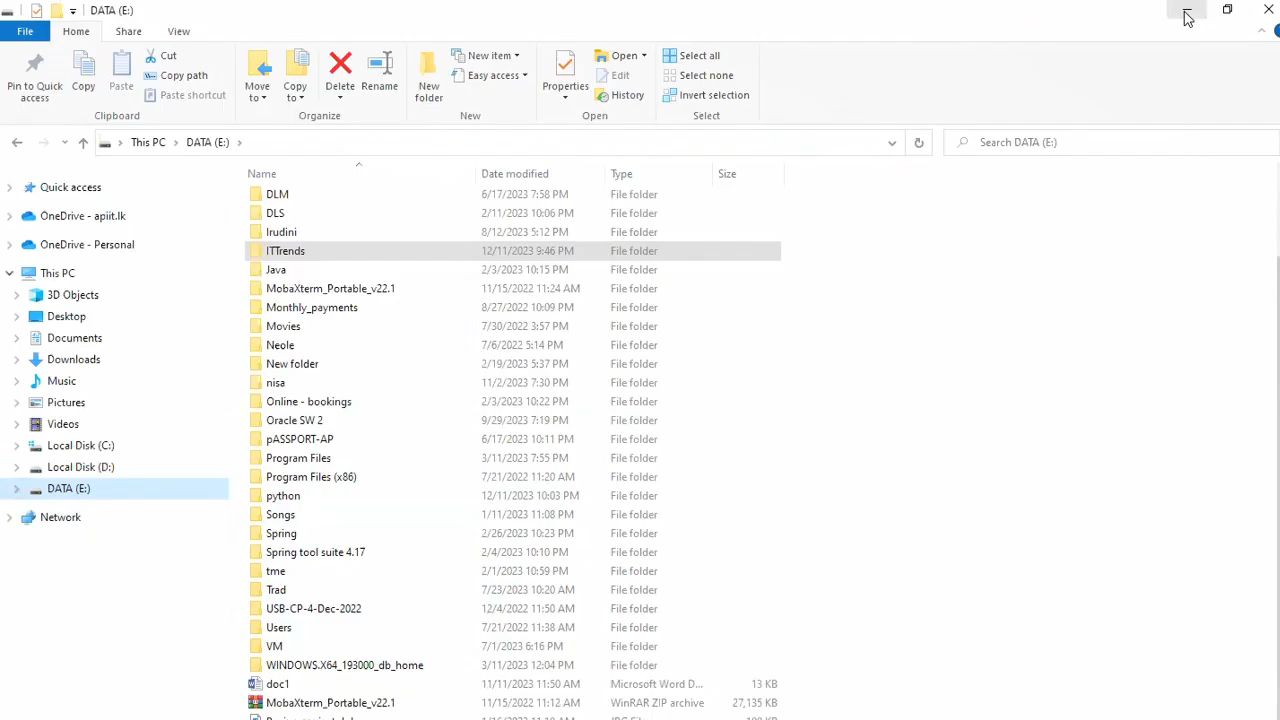 DATA (E:)
File Home Share View
Pin to Quick access
Copy
Paste
Cut
Copy path
Paste shortcut
Clipboard
Move to
Copy to
Delete
Rename
Organize
New folder
New item
Easy access
New
Properties
Open
Edit
History
Open
Select all
Select none
Invert selection
Select
This PC DATA (E:)
Search DATA (E:)
Quick access
OneDrive - apiit.lk
OneDrive - Personal
This PC
3D Objects
Desktop
Documents
Downloads
Music
Pictures
Videos
Local Disk (C:)
Local Disk (D:)
DATA (E:)
Network
Name Date modified Type Size
DLM 6/17/2023 7:58 PM File folder
DLS 2/11/2023 10:06 PM File folder
Irudini 8/12/2023 5:12 PM File folder
ITTrends 12/11/2023 9:46 PM File folder
Java 2/3/2023 10:15 PM File folder
MobaXterm_Portable_v22.1 11/15/2022 11:24 AM File folder
Monthly_payments 8/27/2022 10:09 PM File folder
Movies 7/30/2022 3:57 PM File folder
Neole 7/6/2022 5:14 PM File folder
New folder 2/19/2023 5:37 PM File folder
nisa 11/2/2023 7:30 PM File folder
Online - bookings 2/3/2023 10:22 PM File folder
Oracle SW 2 9/29/2023 7:19 PM File folder
pASSPORT-AP 6/17/2023 10:11 PM File folder
Program Files 3/11/2023 7:55 PM File folder
Program Files (x86) 7/21/2022 11:20 AM File folder
python 12/11/2023 10:03 PM File folder
Songs 1/11/2023 11:08 PM File folder
Spring 2/26/2023 10:23 PM File folder
Spring tool suite 4.17 2/4/2023 10:10 PM File folder
tme 2/1/2023 10:59 PM File folder
Trad 7/23/2023 10:20 AM File folder
USB-CP-4-Dec-2022 12/4/2022 11:50 AM File folder
Users 7/21/2022 11:38 AM File folder
VM 7/1/2023 6:16 PM File folder
WINDOWS.X64_193000_db_home 3/11/2023 12:04 PM File folder
doc1 11/11/2023 11:50 AM Microsoft Word D... 13 KB
MobaXterm_Portable_v22.1 11/15/2022 11:12 AM WinRAR ZIP archive 27,135 KB